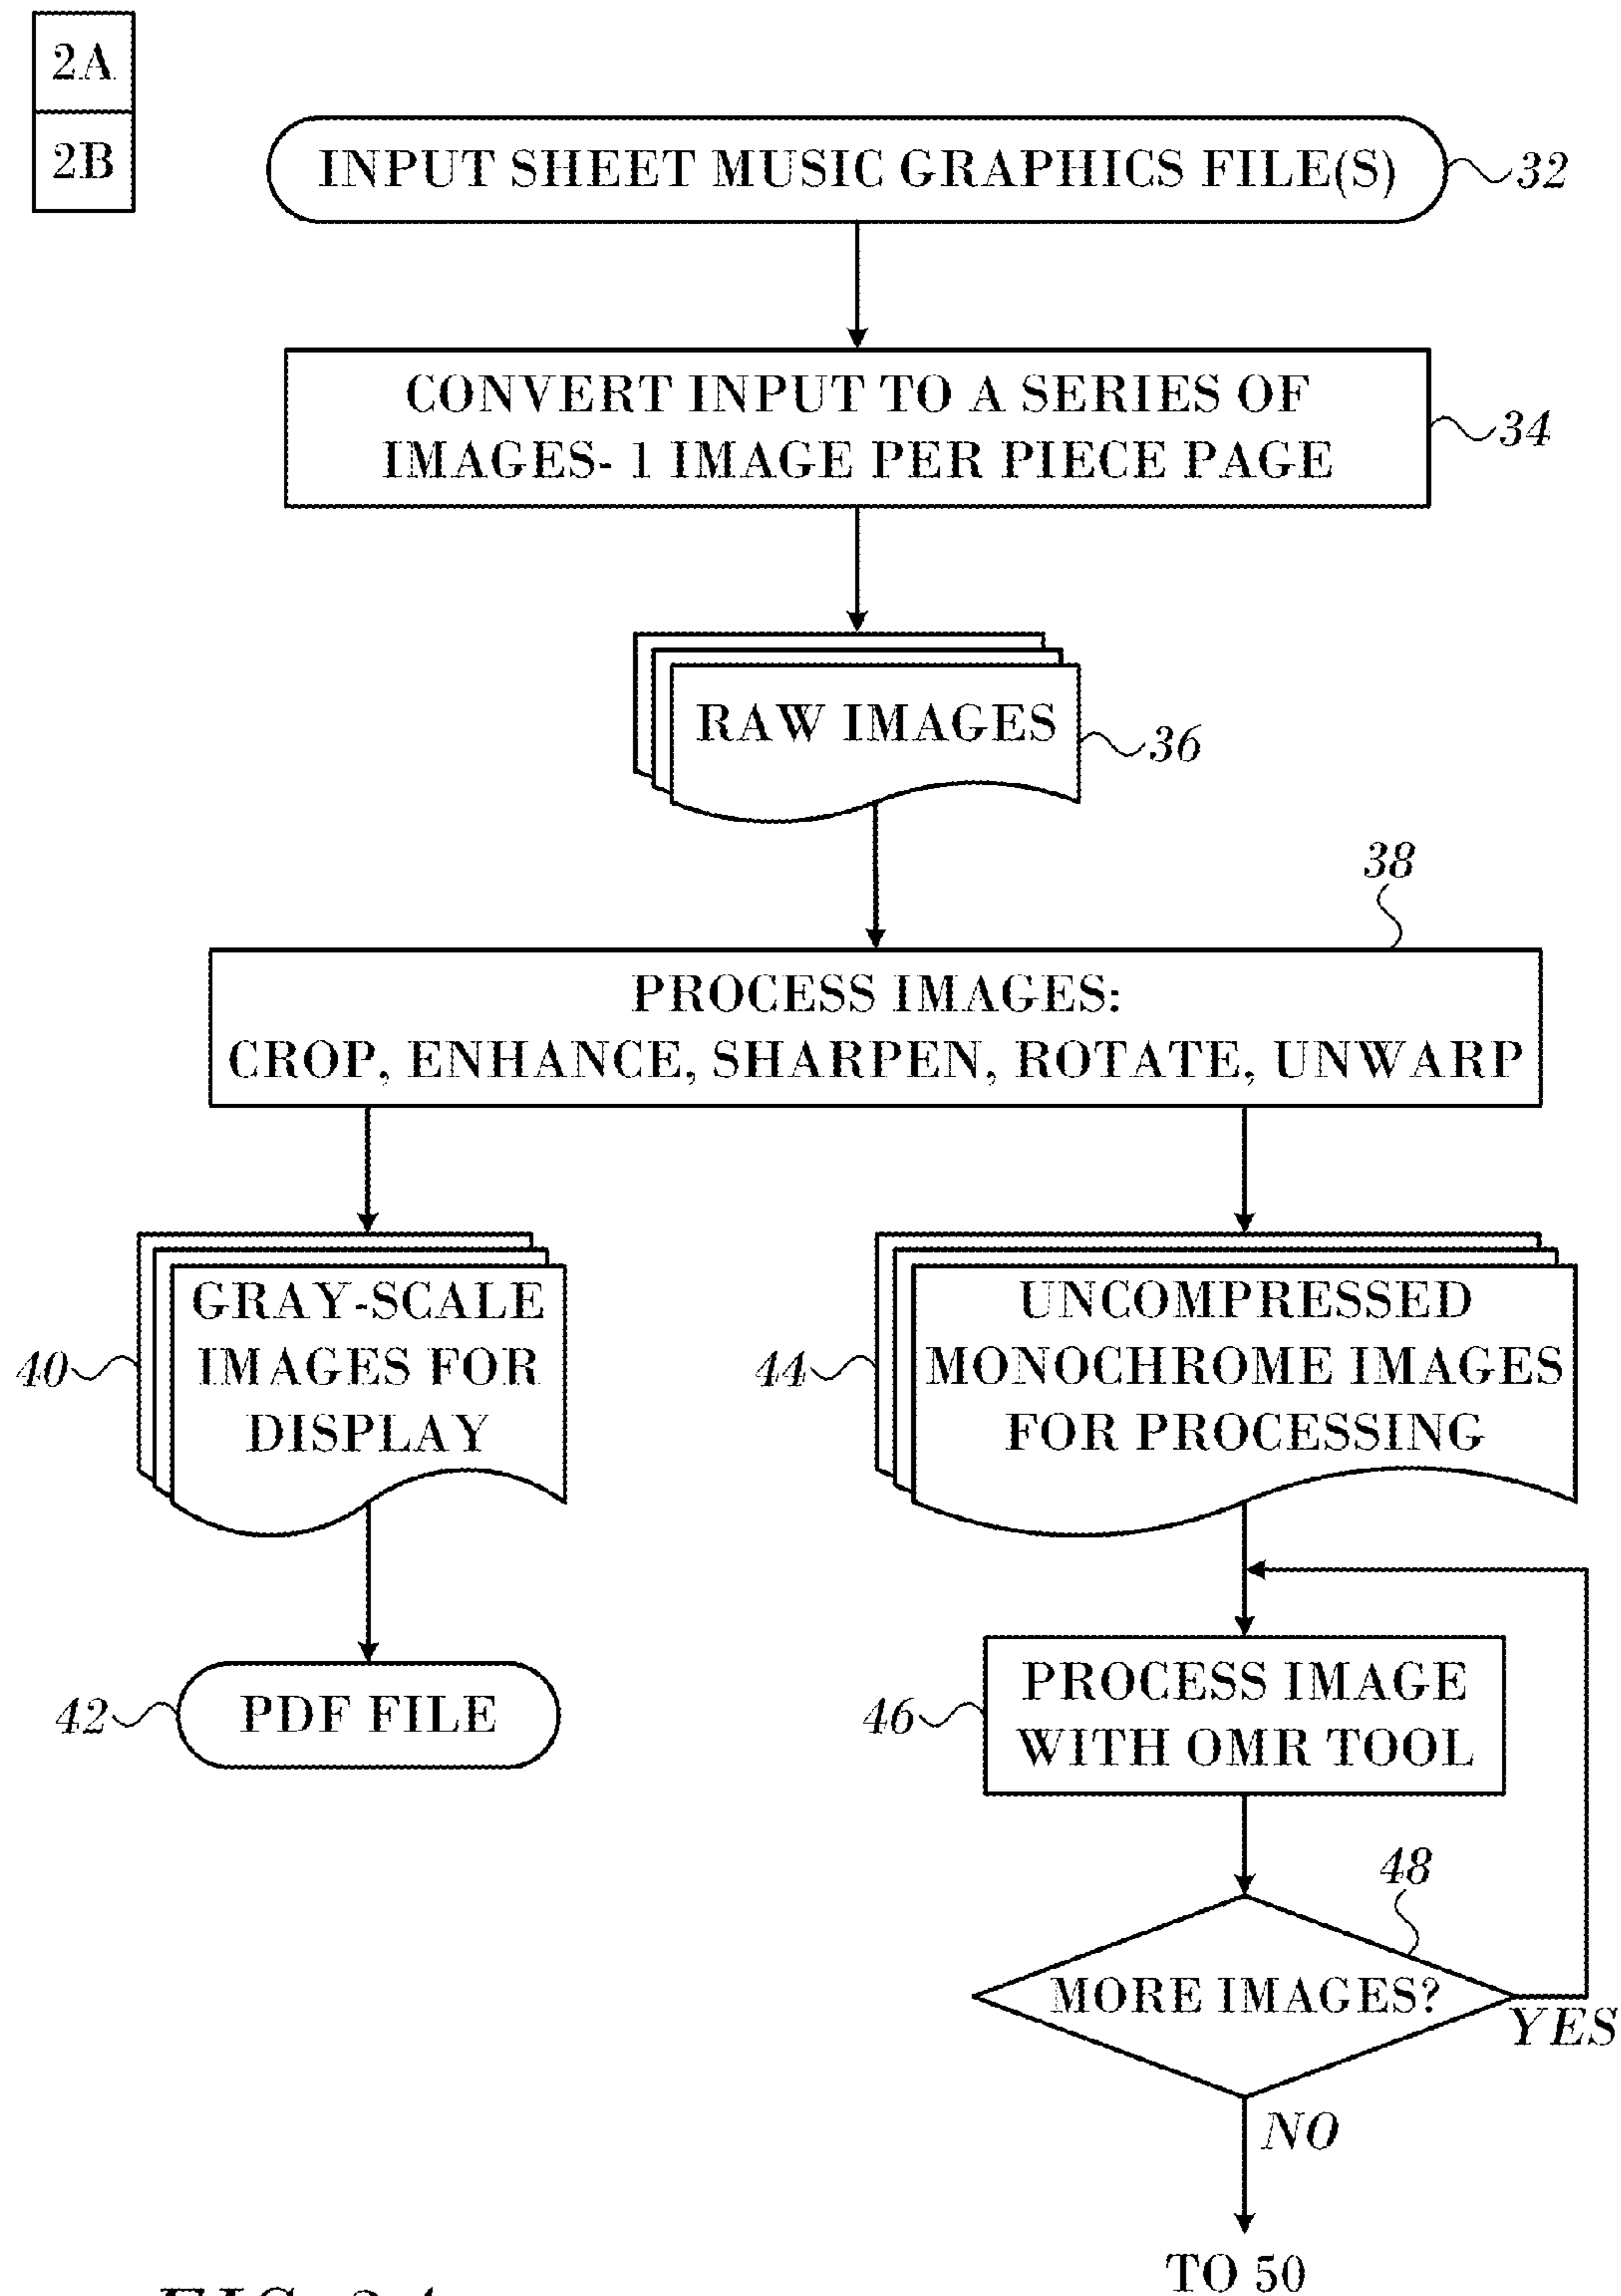 2A
2B
INPUT SHEET MUSIC GRAPHICS FILE(S)
32
CONVERT INPUT TO A SERIES OF
IMAGES- 1 IMAGE PER PIECE PAGE
34
RAW IMAGES
36
38
PROCESS IMAGES:
CROP, ENHANCE, SHARPEN, ROTATE, UNWARP
GRAY-SCALE
IMAGES FOR
DISPLAY
40
UNCOMPRESSED
MONOCHROME IMAGES
FOR PROCESSING
44
PDF FILE
42
PROCESS IMAGE
WITH OMR TOOL
46
48
MORE IMAGES?
YES
NO
TO 50